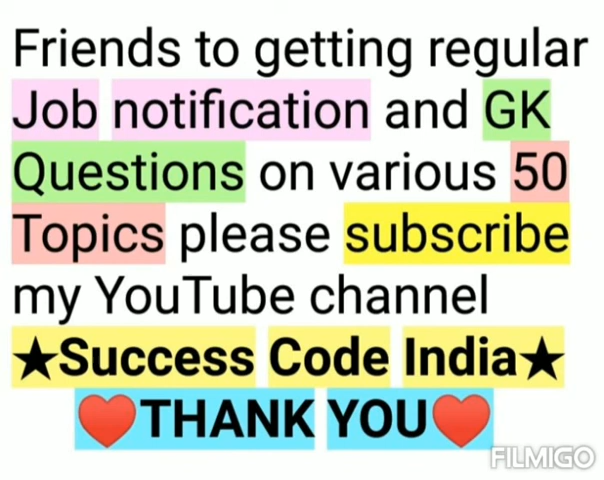 Friends to getting regular
Job notification and GK
Questions on various 50
Topics please subscribe
my YouTube channel
★Success Code India★
❤️THANK YOU❤️
FILMIGO